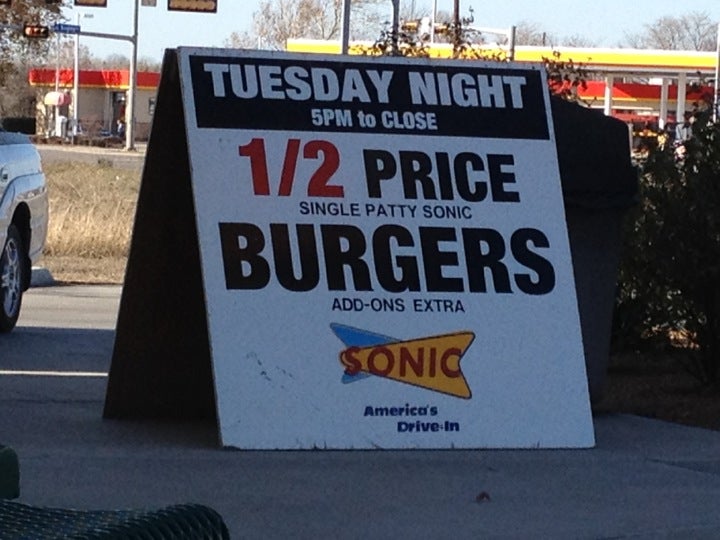 TUESDAY NIGHT
5PM to CLOSE
1/2 PRICE
SINGLE PATTY SONIC
BURGERS
ADD-ONS EXTRA
SONIC
America's
Drive-In